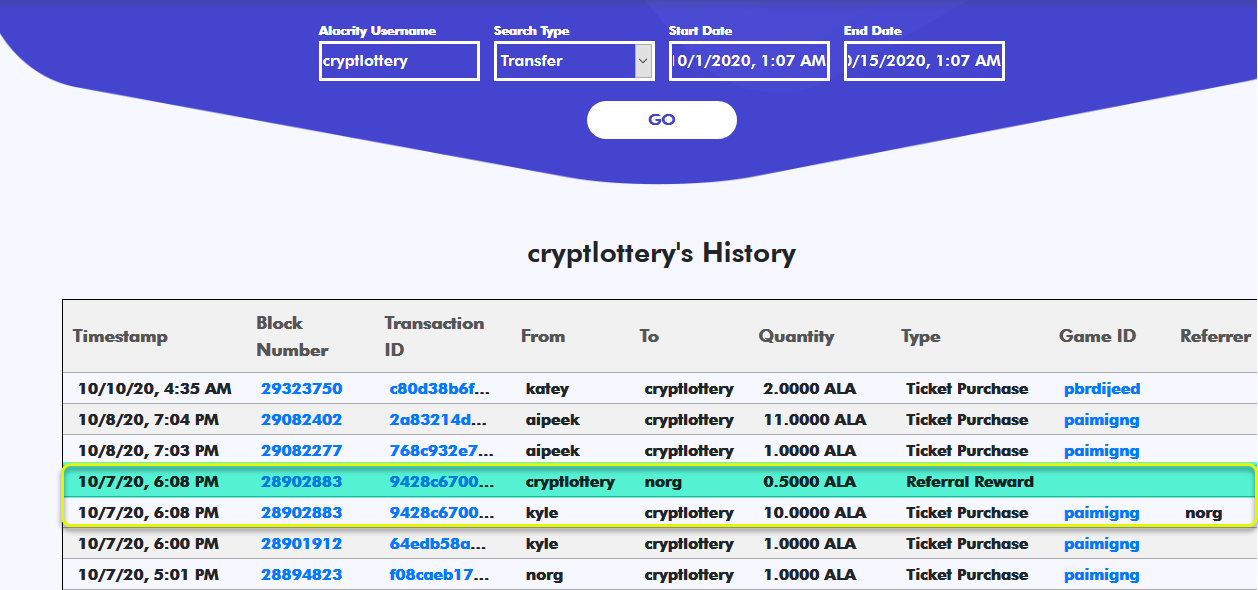 Alacrity Username Search Type Start Date End Date
cryptlottery Transfer 10/1/2020, 1:07 AM 0/15/2020, 1:07 AM
GO
cryptlottery's History
Timestamp Block Number Transaction ID From To Quantity Type Game ID Referrer
10/10/20, 4:35 AM 29323750 c80d38b6f... katey cryptlottery 2.0000 ALA Ticket Purchase pbrdijeed
10/8/20, 7:04 PM 29082402 2a83214d... aipeek cryptlottery 11.0000 ALA Ticket Purchase paimigng
10/8/20, 7:03 PM 29082277 768c932e7... aipeek cryptlottery 1.0000 ALA Ticket Purchase paimigng
10/7/20, 6:08 PM 28902883 9428c6700... cryptlottery norg 0.5000 ALA Referral Reward
10/7/20, 6:08 PM 28902883 9428c6700... kyle cryptlottery 10.0000 ALA Ticket Purchase paimigng norg
10/7/20, 6:00 PM 28901912 64edb58a... kyle cryptlottery 1.0000 ALA Ticket Purchase paimigng
10/7/20, 5:01 PM 28894823 f08caeb17... norg cryptlottery 1.0000 ALA Ticket Purchase paimigng